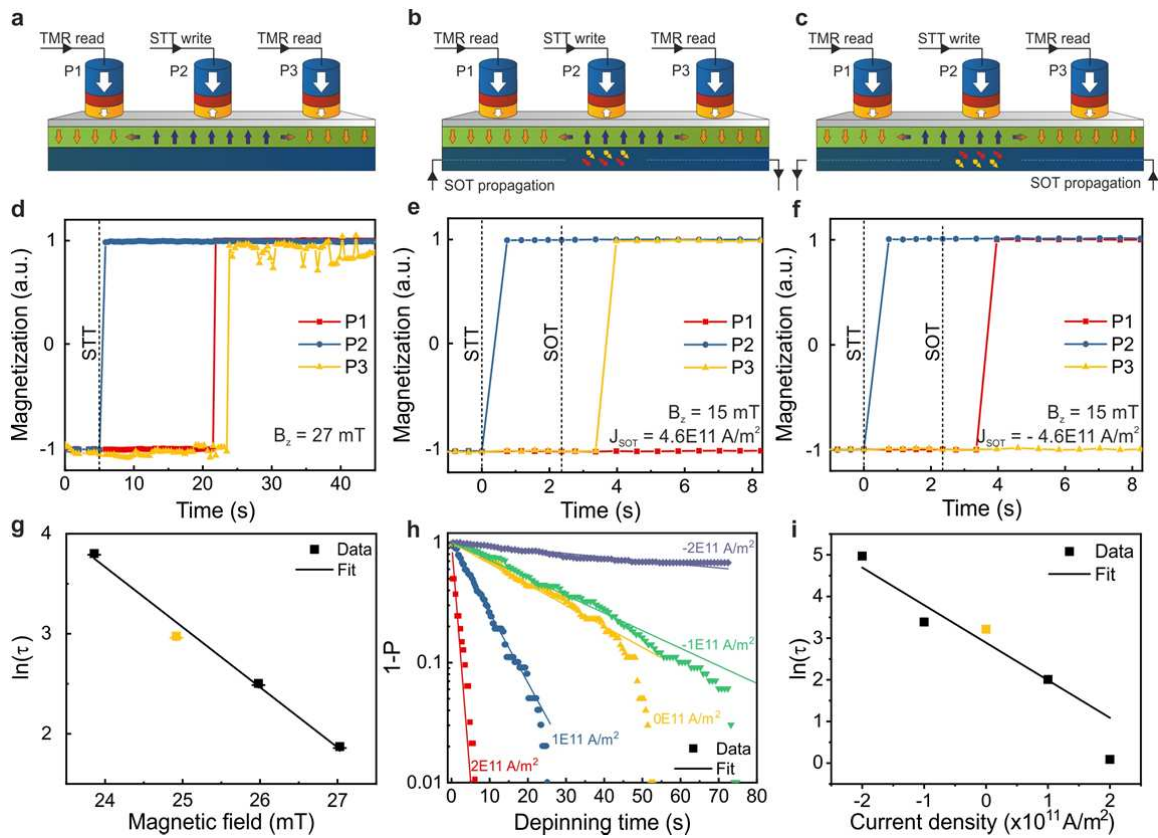 a
TMR read STT write TMR read
P1 P2 P3
b
TMR read STT write TMR read
P1 P2 P3
SOT propagation
c
TMR read STT write TMR read
P1 P2 P3
SOT propagation
d
Magnetization (a.u.)
1
0
-1
STT
P1
P2
P3
B_z = 27 mT
0 20 40
Time (s)
e
Magnetization (a.u.)
1
0
-1
STT
SOT
P1
P2
P3
B_z = 15 mT
J_SOT = 4.6E11 A/m²
0 2 4 6 8
Time (s)
f
Magnetization (a.u.)
1
0
-1
STT
SOT
P1
P2
P3
B_z = 15 mT
J_SOT = - 4.6E11 A/m²
0 2 4 6 8
Time (s)
g
ln(τ)
4
3
2
Data
Fit
24 25 26 27
Magnetic field (mT)
h
1-P
1
0.1
0.01
-2E11 A/m²
-1E11 A/m²
0E11 A/m²
1E11 A/m²
2E11 A/m²
Data
Fit
0 10 20 30 40 50 60 70 80
Depinning time (s)
i
ln(τ)
5
4
3
2
1
0
Data
Fit
-2 -1 0 1 2
Current density (x10¹¹A/m²)